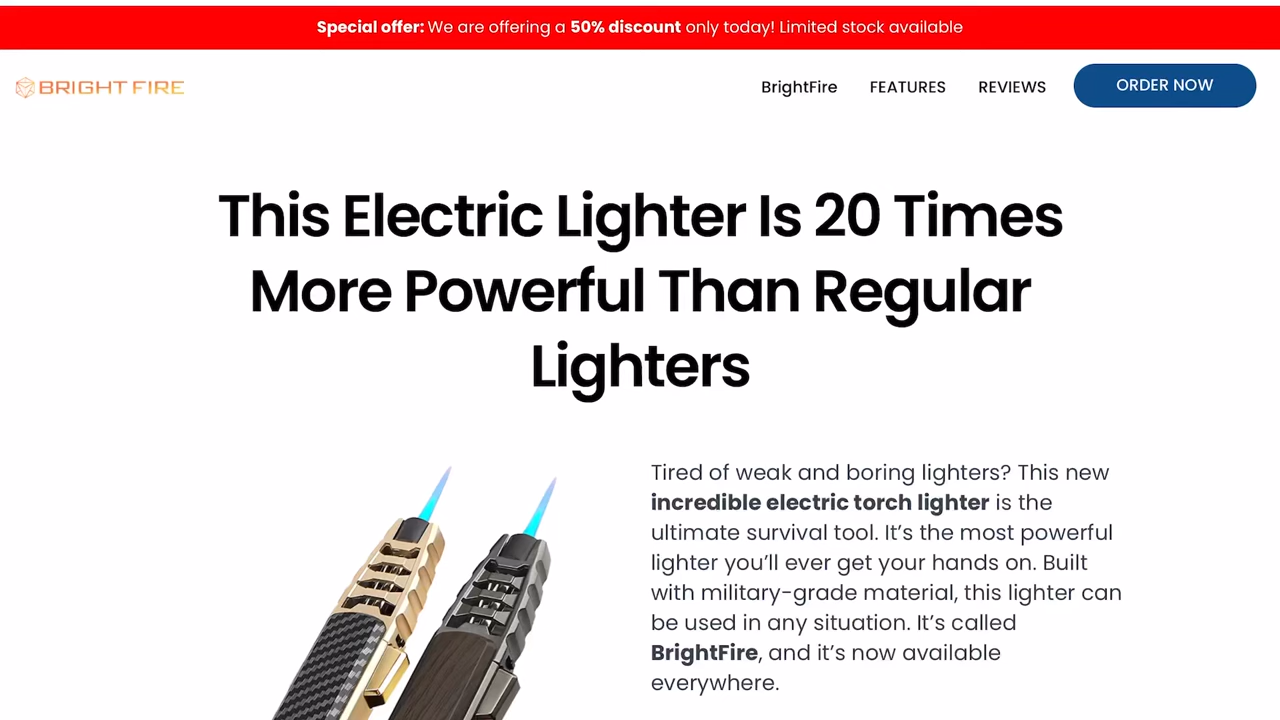 Special offer: We are offering a 50% discount only today! Limited stock available
BRIGHT FIRE
BrightFire
FEATURES
REVIEWS
ORDER NOW
This Electric Lighter Is 20 Times
More Powerful Than Regular
Lighters
Tired of weak and boring lighters? This new
incredible electric torch lighter is the
ultimate survival tool. It’s the most powerful
lighter you’ll ever get your hands on. Built
with military-grade material, this lighter can
be used in any situation. It’s called
BrightFire, and it’s now available
everywhere.